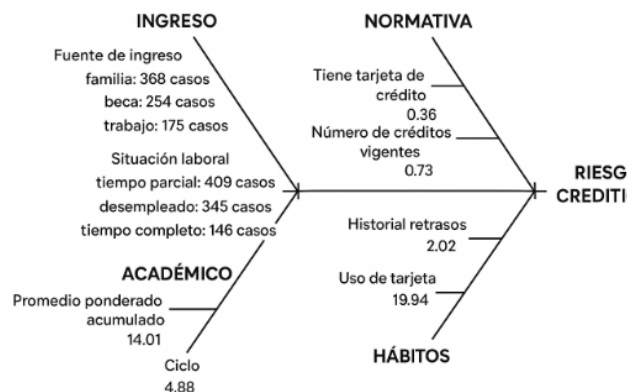 INGRESO
Fuente de ingreso
familia: 368 casos
beca: 254 casos
trabajo: 175 casos
Situación laboral
tiempo parcial: 409 casos
desempleado: 345 casos
tiempo completo: 146 casos
NORMATIVA
Tiene tarjeta de
crédito
0.36
Número de créditos
vigentes
0.73
RIESG
CREDITI
ACADÉMICO
Promedio ponderado
acumulado
14.01
Ciclo
4.88
Historial retrasos
2.02
Uso de tarjeta
19.94
HÁBITOS